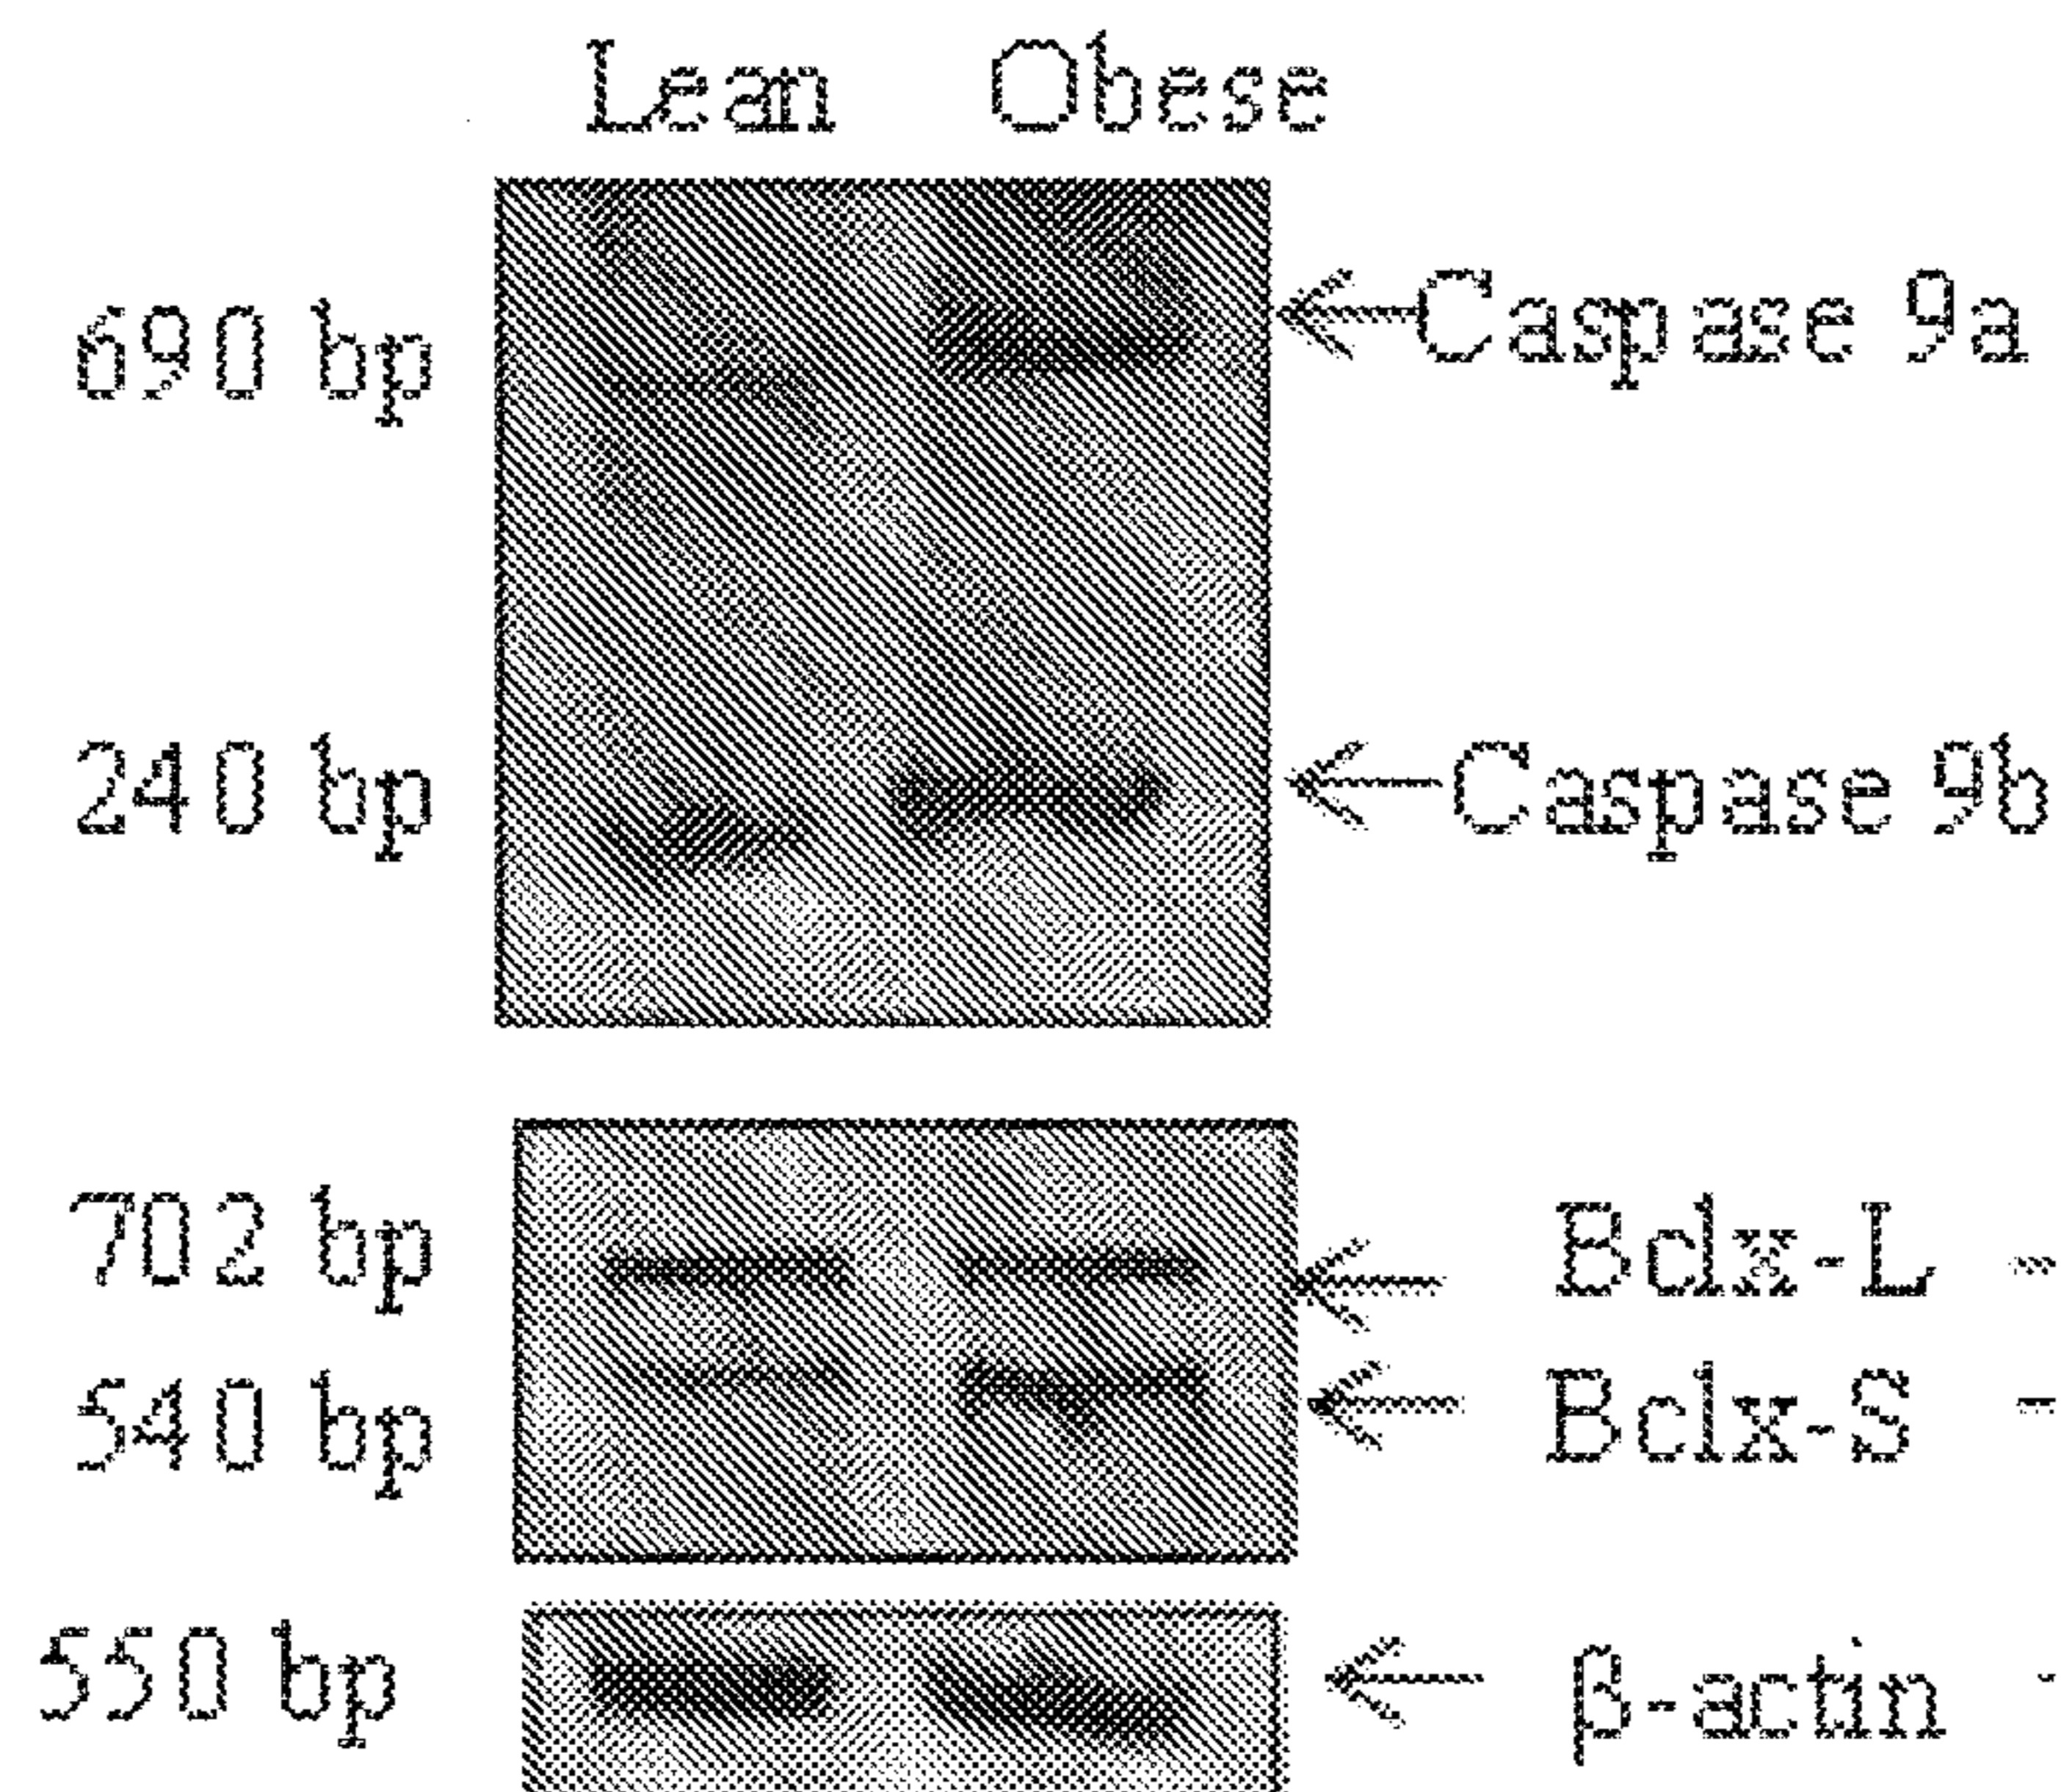 Lean Obese
690 bp Caspase 9a
240 bp Caspase 9b
702 bp Bclx-L -
540 bp Bclx-S -
550 bp β-actin -